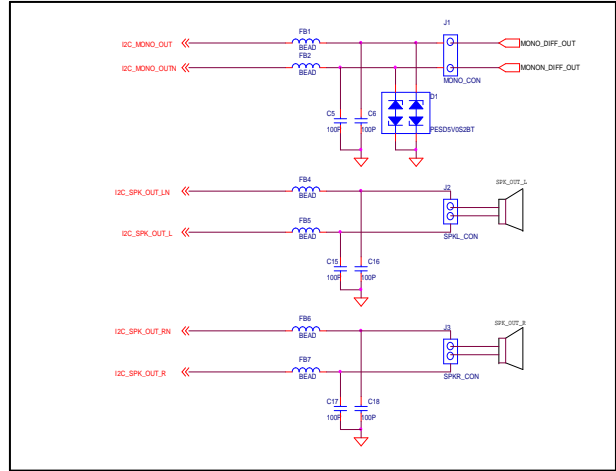 FB1
J1
I2C_MONO_OUT
BEAD
MONO_DIFF_OUT
FB2
I2C_MONO_OUTN
BEAD
MONO_CON
MONON_DIFF_OUT
D1
C5
C6
100P
100P
PESD5V0S2BT
FB4
SPK_OUT_L
I2C_SPK_OUT_LN
BEAD
J2
FB5
I2C_SPK_OUT_L
BEAD
SPKL_CON
C15
C16
100P
100P
FB6
SPK_OUT_R
I2C_SPK_OUT_RN
BEAD
J3
FB7
I2C_SPK_OUT_R
BEAD
SPKR_CON
C17
C18
100P
100P